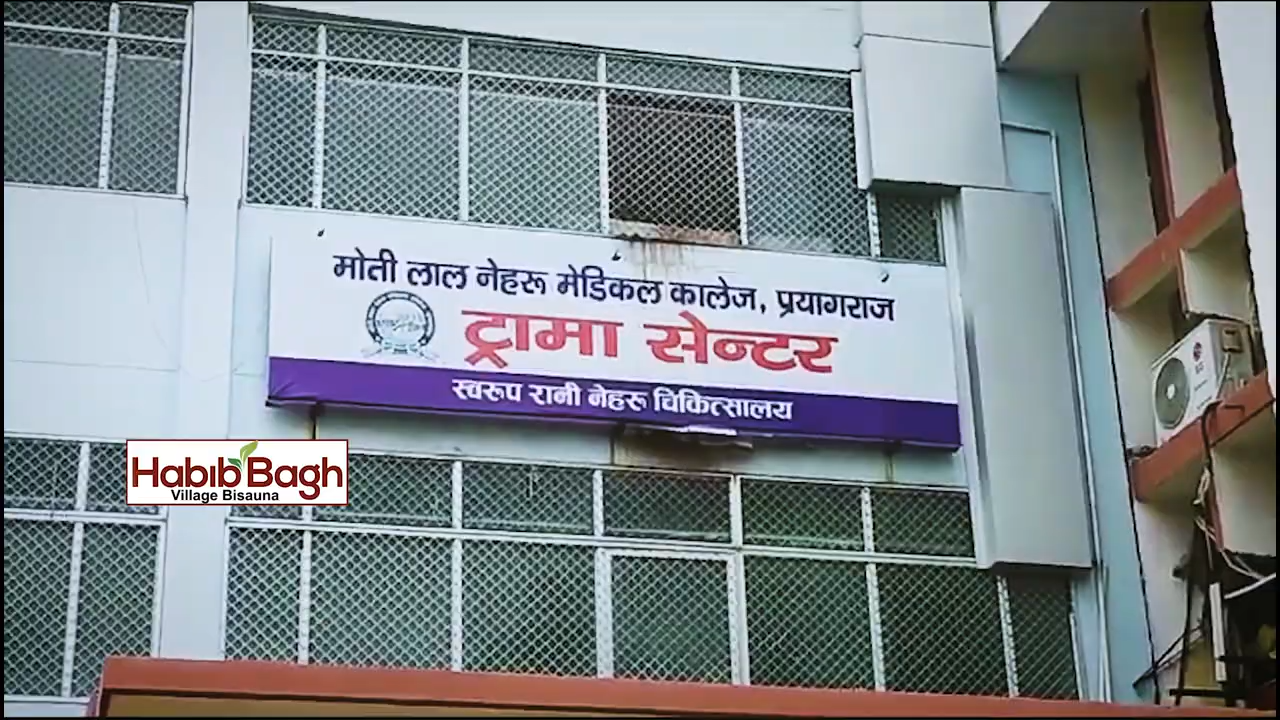 मोती लाल नेहरू मेडिकल कालेज, प्रयागराज
ट्रामा सेन्टर
स्वरूप रानी नेहरू चिकित्सालय
Habib Bagh
Village Bisauna